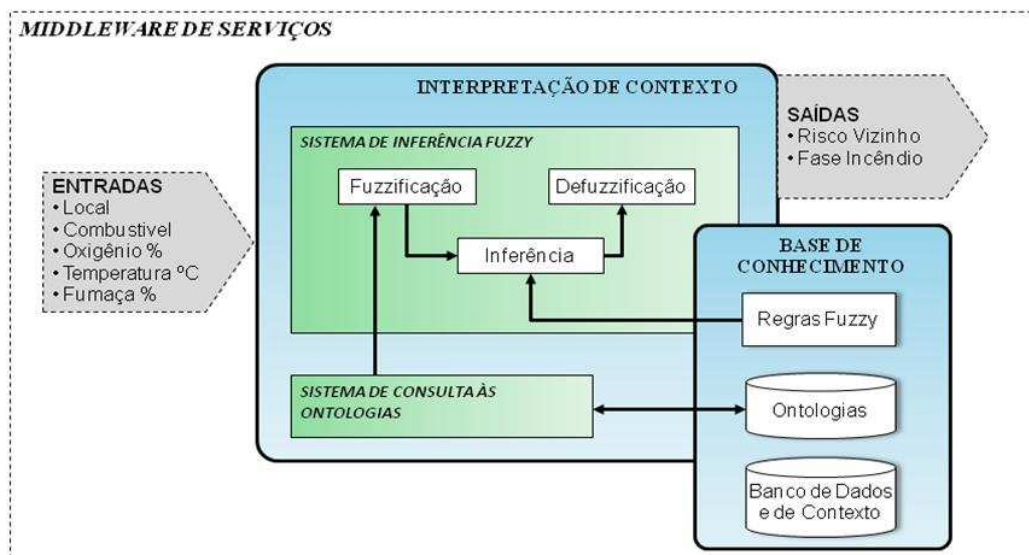 MIDDLEWARE DE SERVIÇOS
INTERPRETAÇÃO DE CONTEXTO
SISTEMA DE INFERÊNCIA FUZZY
Fuzzificação
Defuzzificação
Inferência
ENTRADAS
• Local
• Combustivel
• Oxigênio %
• Temperatura ºC
• Fumaça %
SAÍDAS
• Risco Vizinho
• Fase Incêndio
BASE DE
CONHECIMENTO
Regras Fuzzy
SISTEMA DE CONSULTA ÀS
ONTOLOGIAS
Ontologias
Banco de Dados
e de Contexto